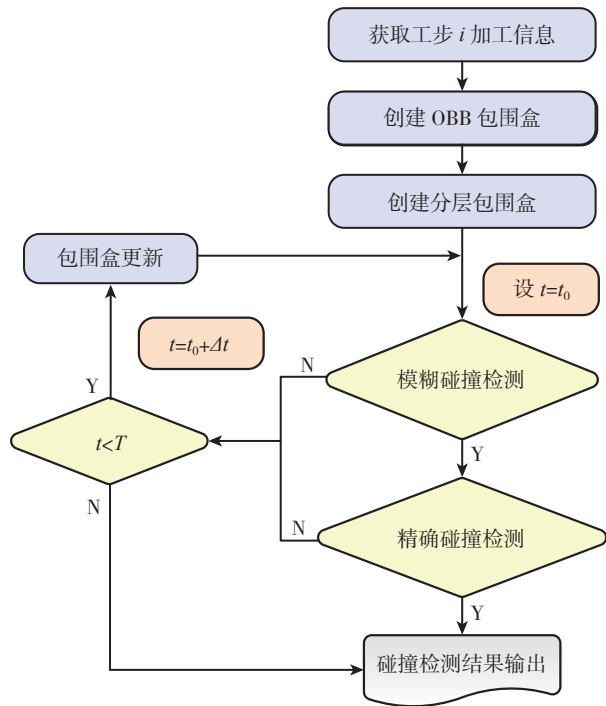 获取工步 i 加工信息
创建 OBB 包围盒
创建分层包围盒
包围盒更新
设 t=t₀
t=t₀+Δt
N
模糊碰撞检测
Y
t<T
Y
N
N
精确碰撞检测
Y
碰撞检测结果输出